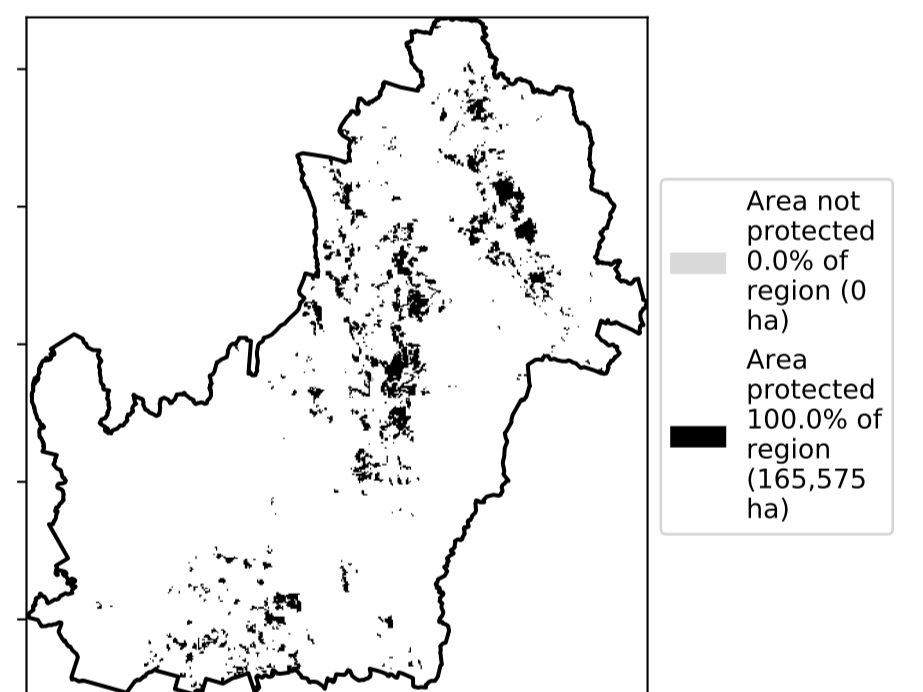 Area not
protected
0.0% of
region (0
ha)
Area
protected
100.0% of
region
(165,575
ha)